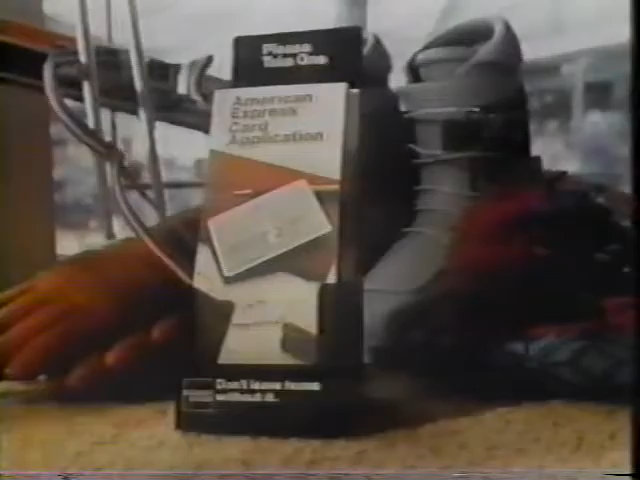 Please
Take One
American
Express
Card
Application
Don't leave home
without it.